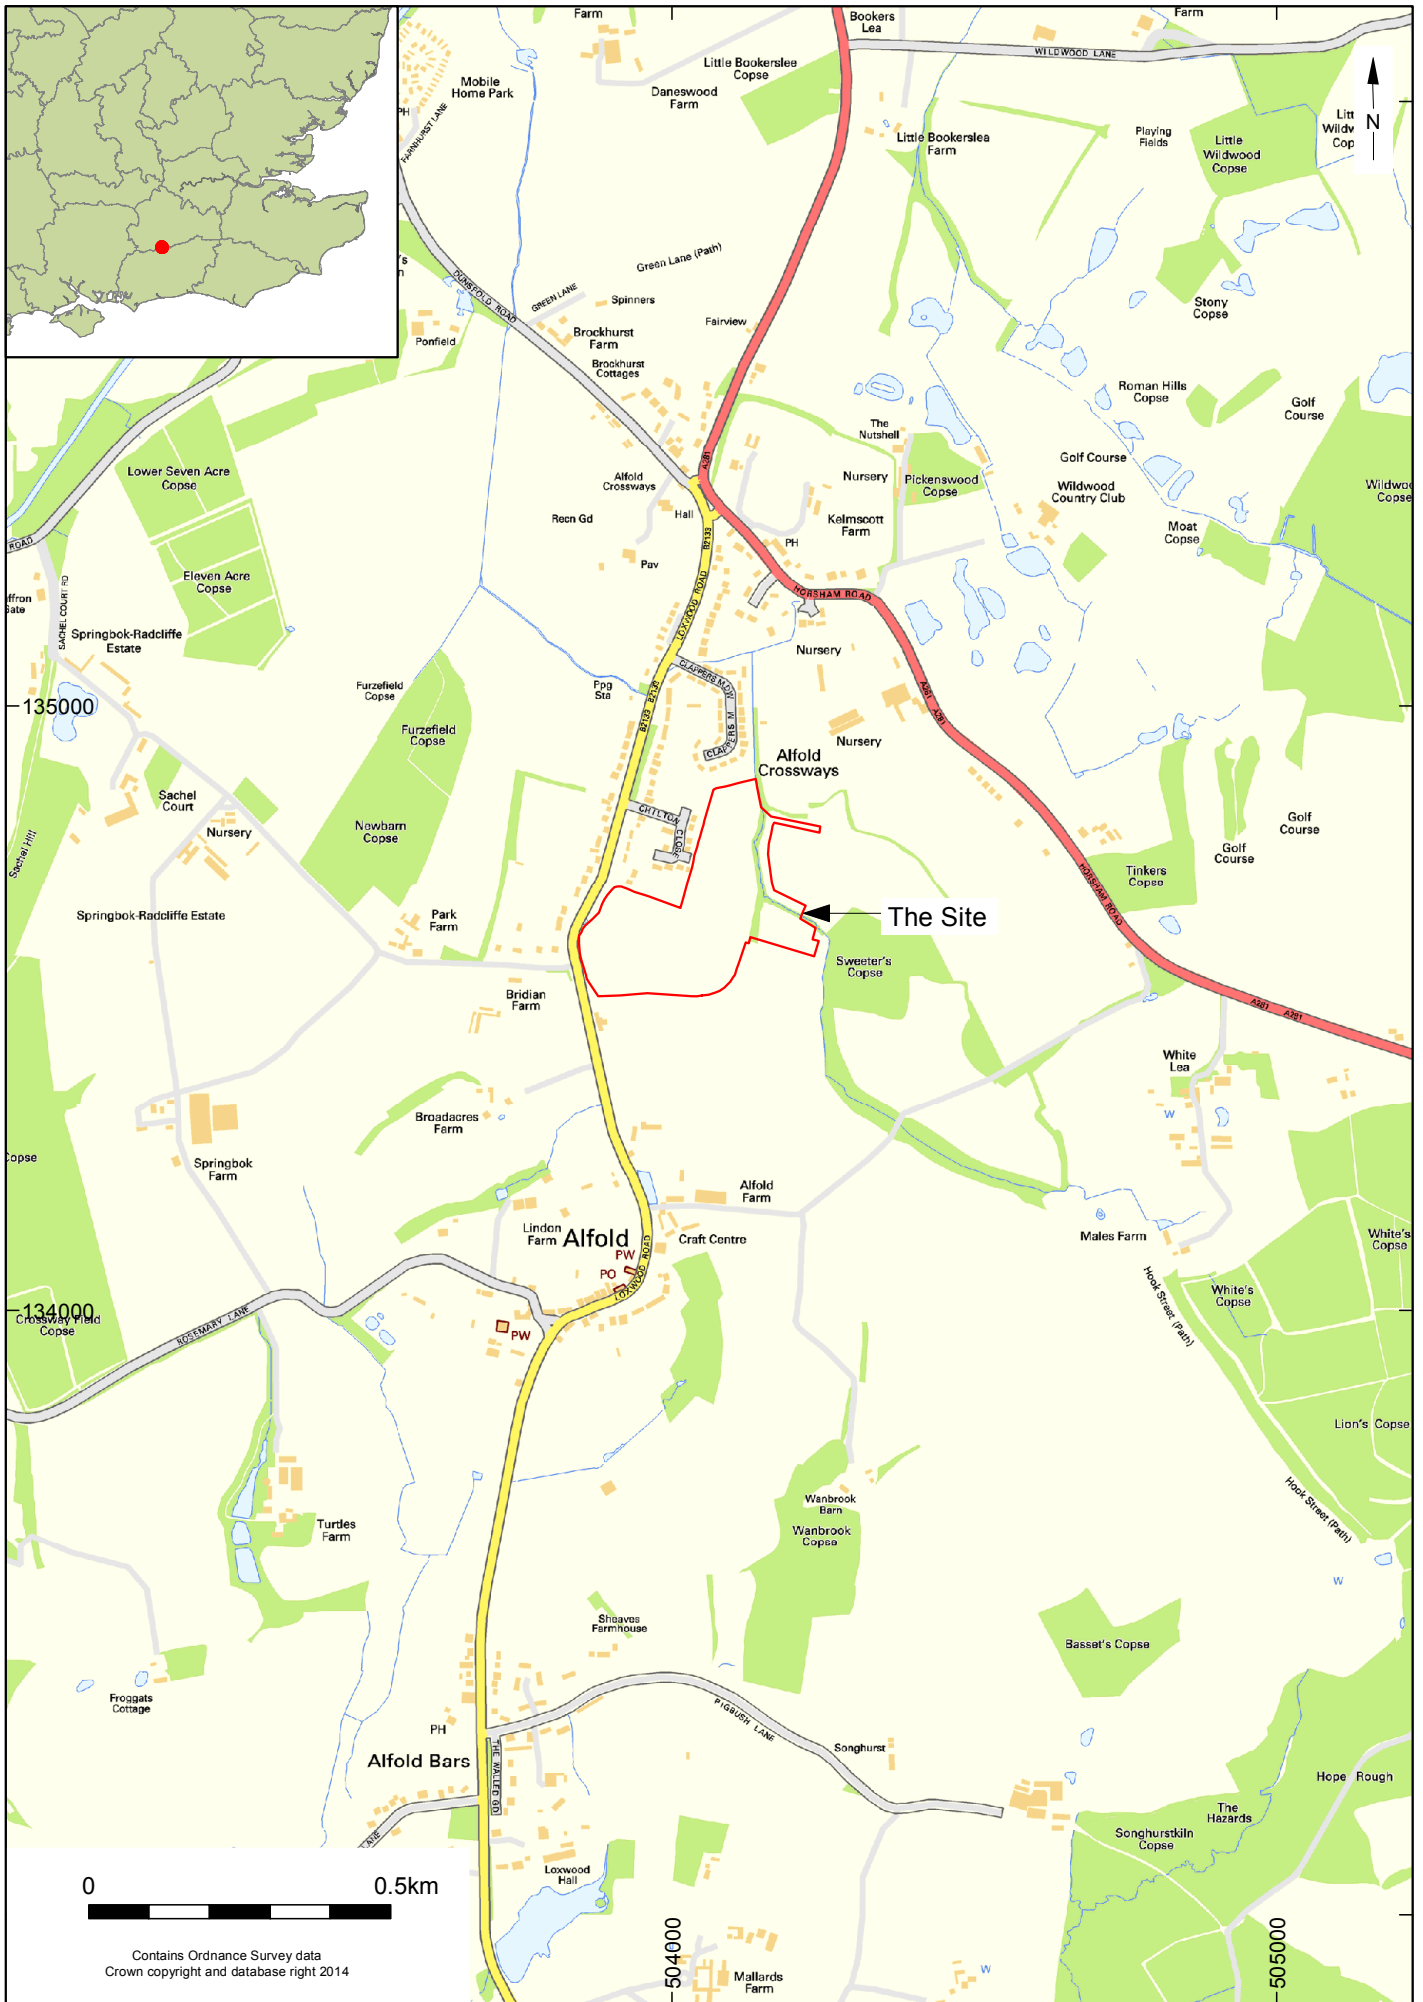 Farm
Bookers
Lea
Farm
WILDWOOD LANE
Little Bookerslee
Copse
Mobile
Home Park
Daneswood
Farm
PH
FARNHURST LANE
N
Little Bookerslea
Farm
Playing
Fields
Little
Wildwood
Copse
Green Lane (Path)
DUNSFOLD ROAD
GREEN LANE
Spinners
Stony
Copse
Fairview
Brockhurst
Farm
Ponfield
Brockhurst
Cottages
Roman Hills
Copse
Golf
Course
The
Nutshell
A281
Golf Course
Lower Seven Acre
Copse
Alfold
Crossways
Nursery
Pickenswood
Copse
Wildwood
Country Club
Recn Gd
Hall
Kelmscott
Farm
Moat
Copse
B2133
PH
ROAD
Pav
Eleven Acre
Copse
SACHEL COURT RD
HORSHAM ROAD
LOXWOOD ROAD
Springbok-Radcliffe
Estate
Nursery
CLAPPERS MDW
Furzefield
Copse
Ppg
Sta
B2133
B2133
A281
A281
135000
Furzefield
Copse
CLAPPERS M
Nursery
Alfold
Crossways
Sachel
Court
CHILTON
CLOSE
Nursery
Newbarn
Copse
Golf
Course
Sachel Hill
Golf
Course
Tinkers
Copse
HORSHAM ROAD
Springbok-Radcliffe Estate
Park
Farm
The Site
Sweeter's
Copse
Bridian
Farm
A281
A281
White
Lea
Broadacres
Farm
W
Copse
Springbok
Farm
Alfold
Farm
Lindon
Farm
Alfold
Craft Centre
Males Farm
White's
Copse
PW
LOXWOOD ROAD
PO
Hook Street (Path)
White's
Copse
134000
Crossway Field
Copse
ROSEMARY LANE
PW
Lion's Copse
Wanbrook
Barn
Hook Street (Path)
Turtles
Farm
Wanbrook
Copse
W
Sheaves
Farmhouse
Basset's Copse
Froggats
Cottage
PIGBUSH LANE
PH
Songhurst
Alfold Bars
THE WALLED GD
Hope Rough
The
Hazards
Songhurstkiln
Copse
LANE
Loxwood
Hall
0
0.5km
504000
505000
Contains Ordnance Survey data
Crown copyright and database right 2014
W
Mallards
Farm